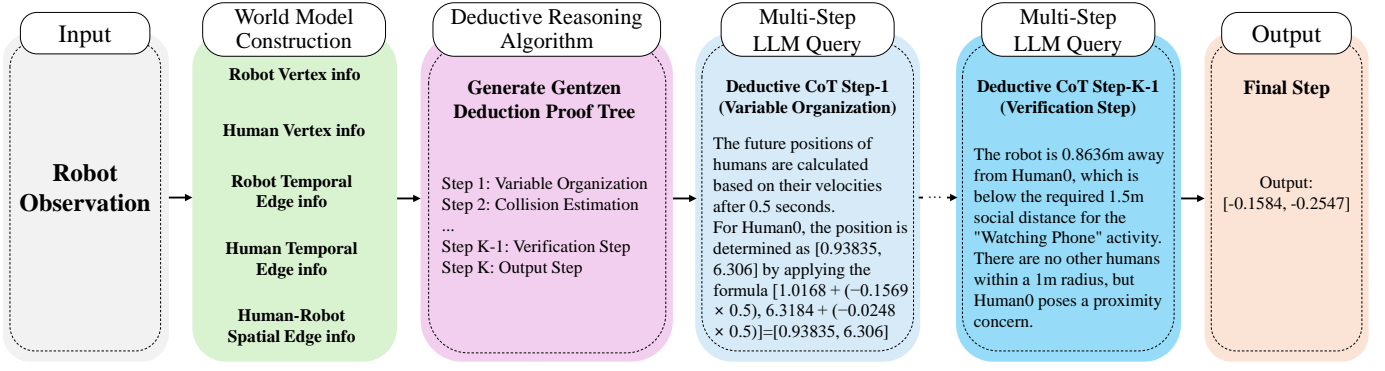 Input
Robot
Observation
World Model
Construction
Robot Vertex info
Human Vertex info
Robot Temporal
Edge info
Human Temporal
Edge info
Human-Robot
Spatial Edge info
Deductive Reasoning
Algorithm
Generate Gentzen
Deduction Proof Tree
Step 1: Variable Organization
Step 2: Collision Estimation
...
Step K-1: Verification Step
Step K: Output Step
Multi-Step
LLM Query
Deductive CoT Step-1
(Variable Organization)
The future positions of
humans are calculated
based on their velocities
after 0.5 seconds.
For Human0, the position is
determined as [0.93835,
6.306] by applying the
formula [1.0168 + (−0.1569
× 0.5), 6.3184 + (−0.0248
× 0.5)]=[0.93835, 6.306]
...
Multi-Step
LLM Query
Deductive CoT Step-K-1
(Verification Step)
The robot is 0.8636m away
from Human0, which is
below the required 1.5m
social distance for the
"Watching Phone" activity.
There are no other humans
within a 1m radius, but
Human0 poses a proximity
concern.
Output
Final Step
Output:
[-0.1584, -0.2547]